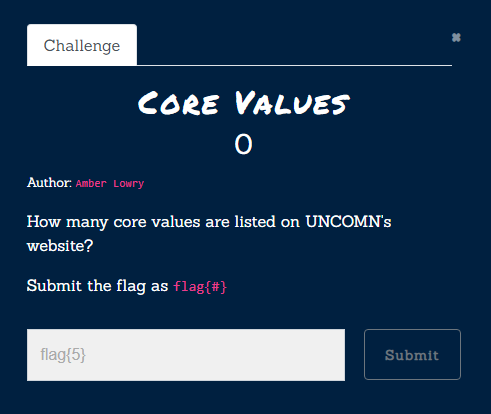 Challenge
×
Core Values
0
Author: Amber Lowry
How many core values are listed on UNCOMN's
website?
Submit the flag as flag{#}
flag{5}
Submit